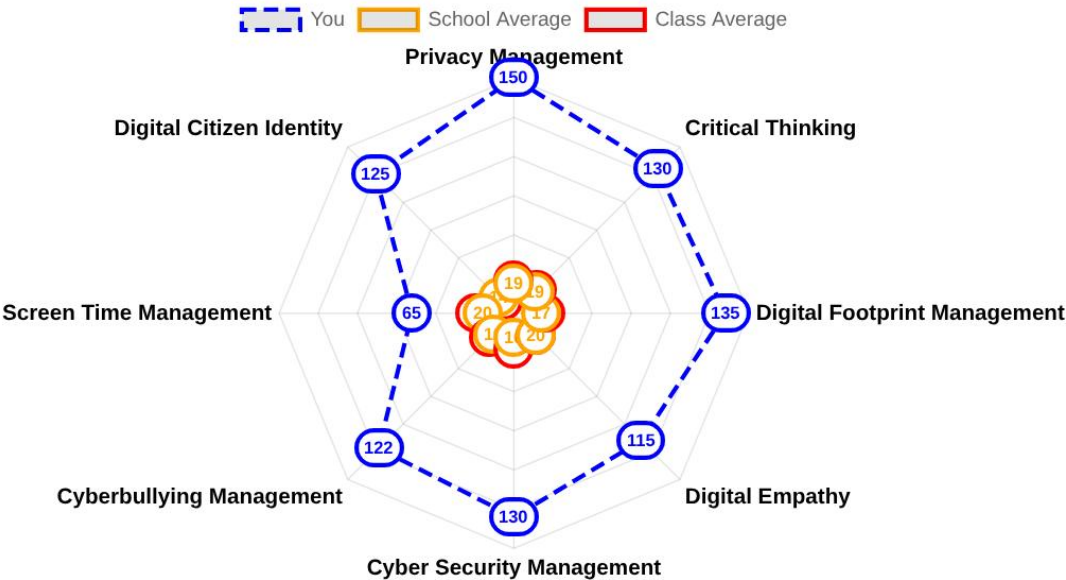 You School Average Class Average
Privacy Management
150
Digital Citizen Identity
Critical Thinking
125
130
19
19
Screen Time Management
65
20
17
135
Digital Footprint Management
20
122
115
Cyberbullying Management
130
Digital Empathy
Cyber Security Management